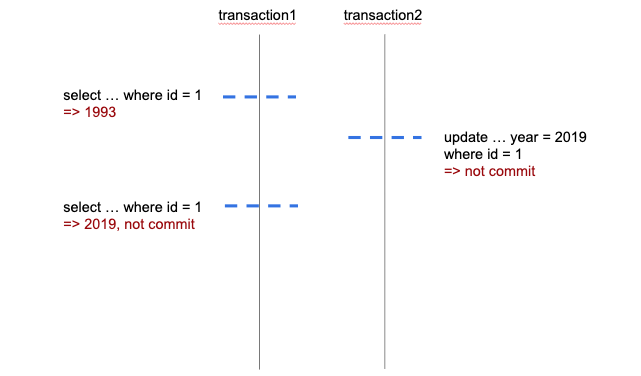 transaction1
transaction2
select … where id = 1
=> 1993
update … year = 2019
where id = 1
=> not commit
select … where id = 1
=> 2019, not commit